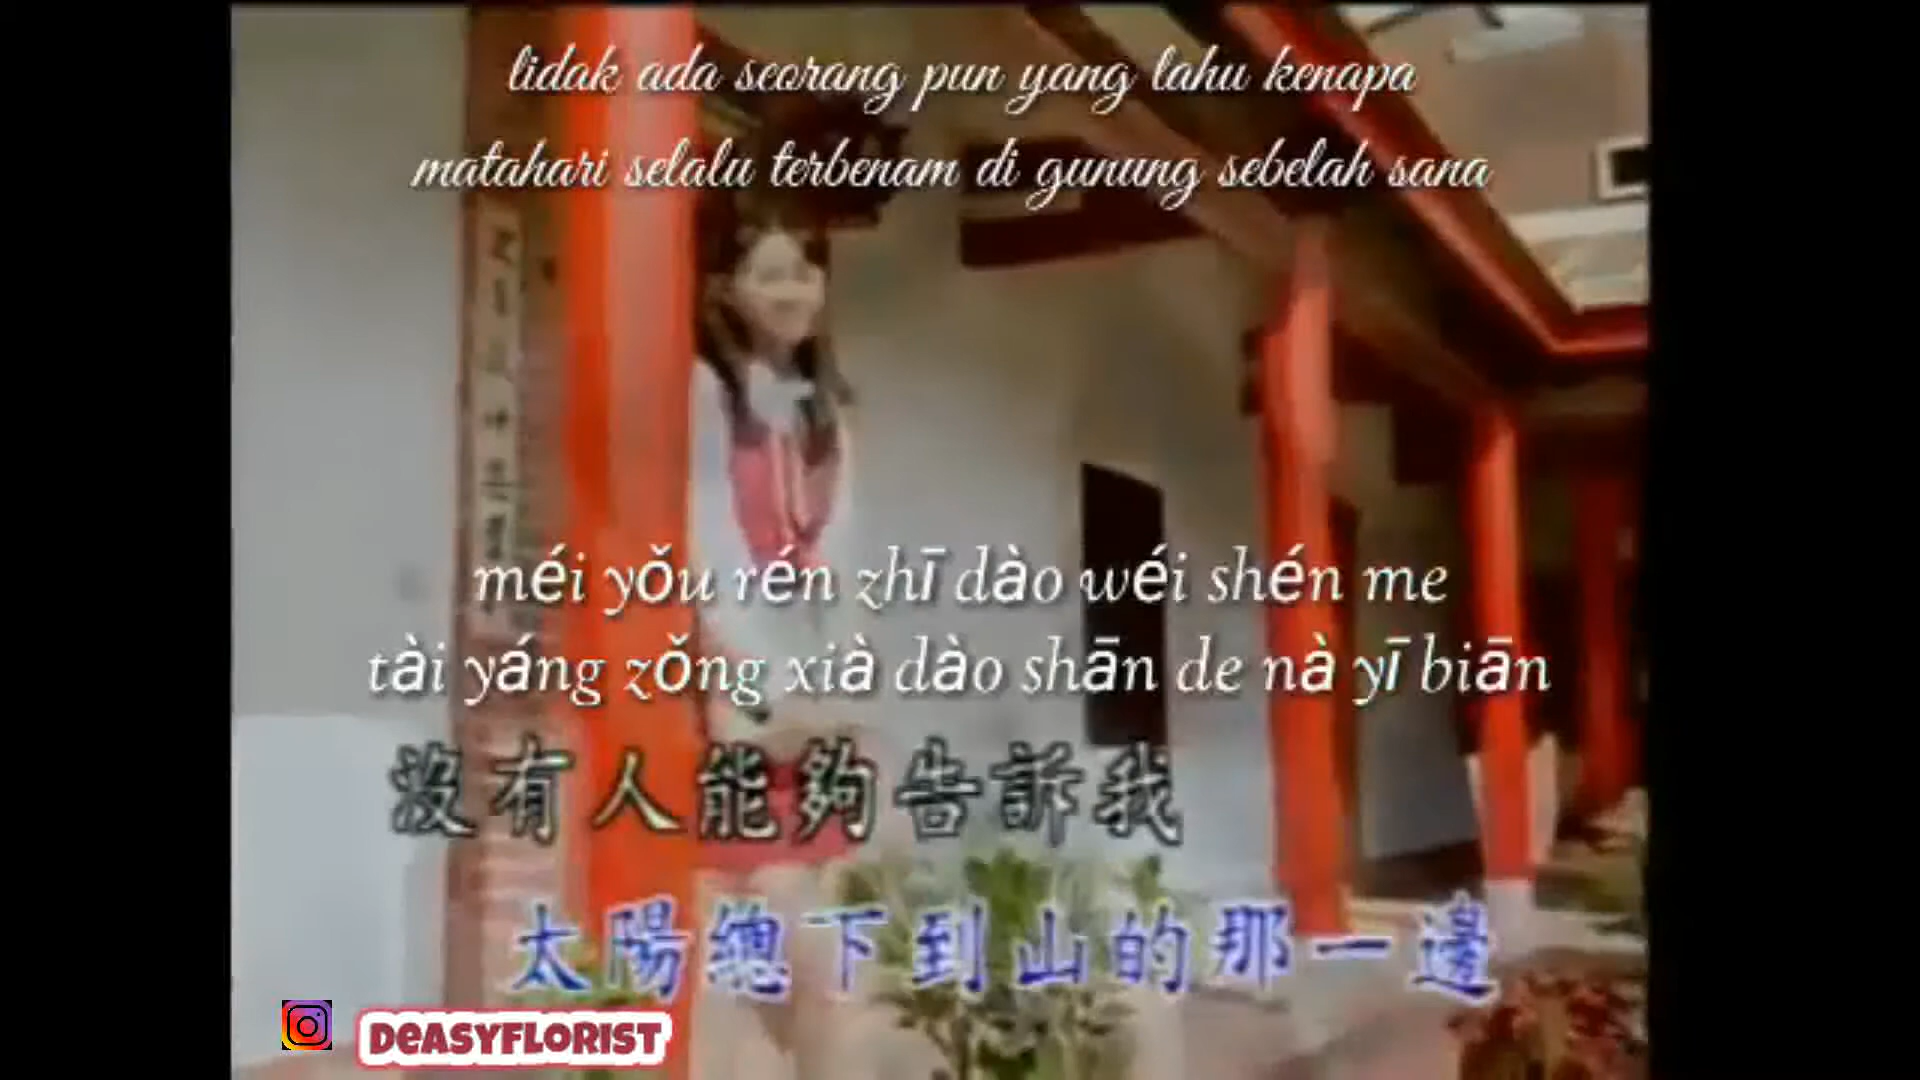 tidak ada seorang pun yang tahu kenapa
matahari selalu terbenam di gunung sebelah sana
méi yǒu rén zhī dào wéi shén me
tài yáng zǒng xià dào shān de nà yī biān
沒有人能夠告訴我
太陽總下到山的那一邊
DEASYFLORIST